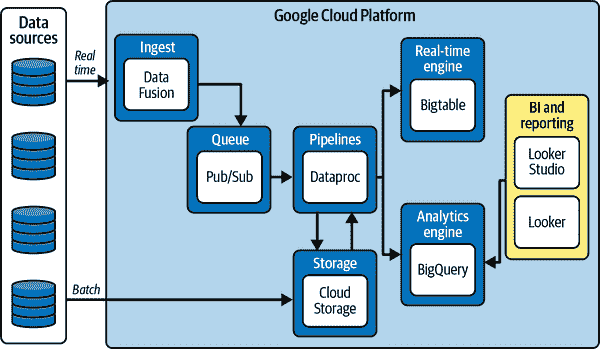 Data
sources
Google Cloud Platform
Real
time
Ingest
Data
Fusion
Queue
Pub/Sub
Pipelines
Dataproc
Real-time
engine
Bigtable
BI and
reporting
Looker
Studio
Looker
Analytics
engine
BigQuery
Storage
Cloud
Storage
Batch